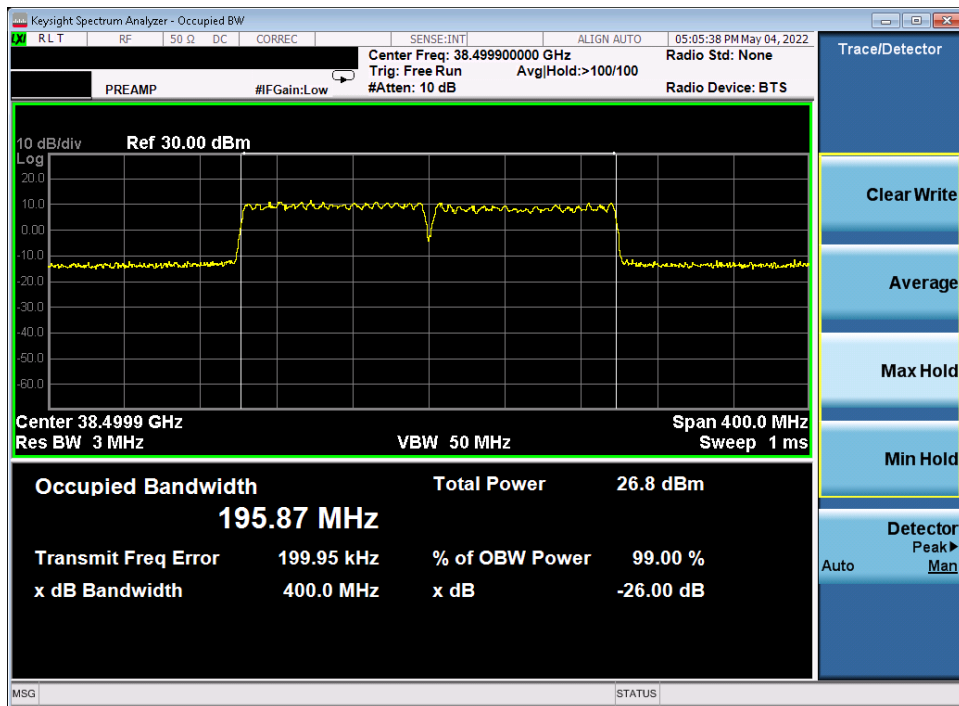 Keysight Spectrum Analyzer - Occupied BW
LXI RLT RF 50 Ω DC CORREC SENSE:INT ALIGN AUTO 05:05:38 PM May 04, 2022
Center Freq: 38.499900000 GHz Radio Std: None
Trig: Free Run Avg|Hold:>100/100
PREAMP #IFGain:Low #Atten: 10 dB Radio Device: BTS
10 dB/div Ref 30.00 dBm
Log
20.0
10.0
0.00
-10.0
-20.0
-30.0
-40.0
-50.0
-60.0
Center 38.4999 GHz Span 400.0 MHz
Res BW 3 MHz VBW 50 MHz Sweep 1 ms
Occupied Bandwidth Total Power 26.8 dBm
195.87 MHz
Transmit Freq Error 199.95 kHz % of OBW Power 99.00 %
x dB Bandwidth 400.0 MHz x dB -26.00 dB
MSG STATUS
Trace/Detector
Clear Write
Average
Max Hold
Min Hold
Detector
Peak▶
Auto Man